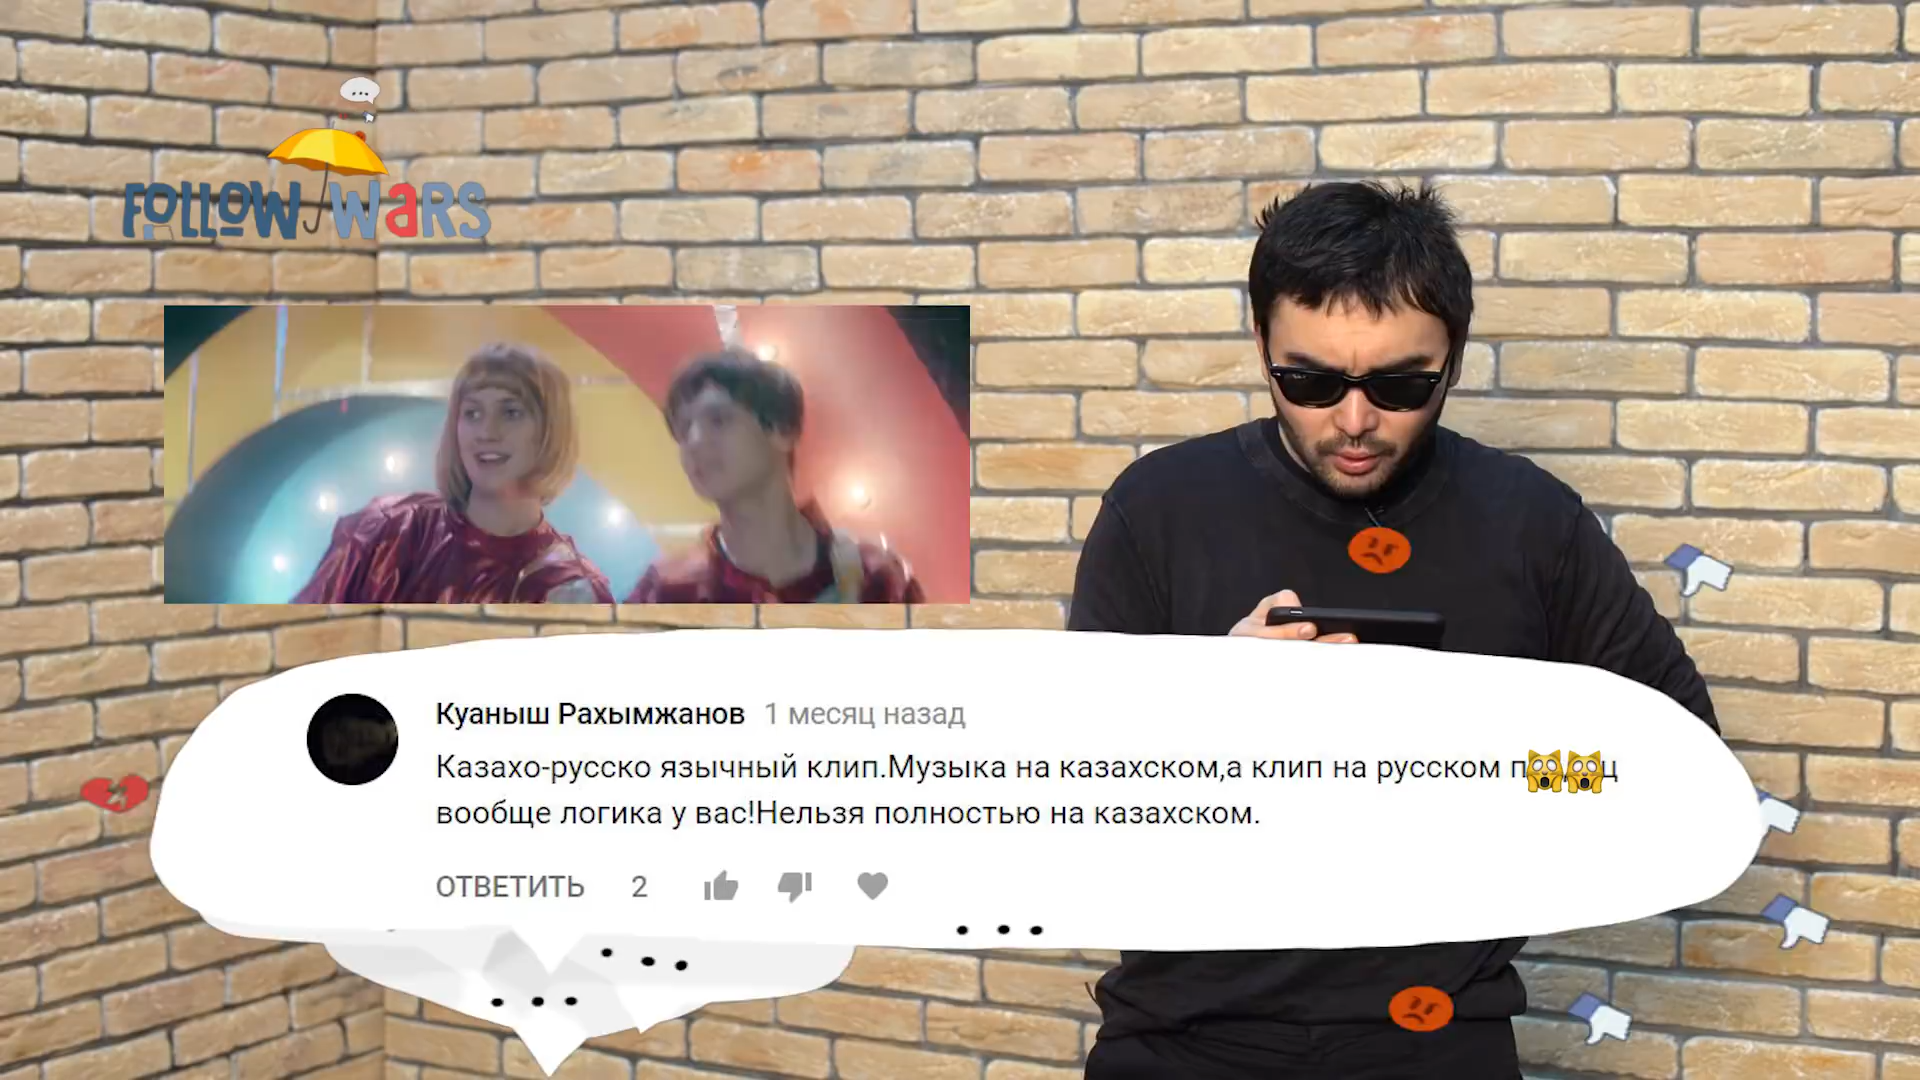 FOLLOW WARS
Куаныш Рахымжанов 1 месяц назад
Казахо-русско язычный клип.Музыка на казахском,а клип на русском
вообще логика у вас!Нельзя полностью на казахском.
ОТВЕТИТЬ 2